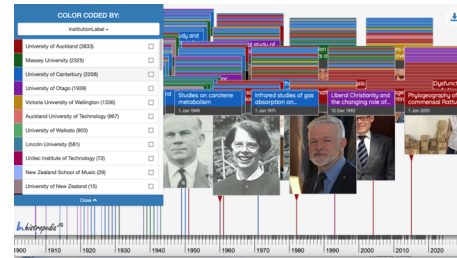 COLOR CODED BY:
institutionLabel
University of Auckland (3833)
Massey University (2325)
University of Canterbury (2208)
University of Otago (1939)
Victoria University of Wellington (1336)
Auckland University of Technology (967)
University of Waikato (903)
Lincoln University (581)
Unitec Institute of Technology (72)
New Zealand School of Music (29)
University of New Zealand (15)
Close
Studies on carotene
metabolism
1 Jan 1949
Infrared studies of gas
absorption on...
1 Jan 1971
Liberal Christianity and
the changing role of...
12 Dec 1992
Phylogeography of
commensal Rattus
1 Jan 2015
histropedia JS
1900 1910 1920 1930 1940 1950 1960 1970 1980 1990 2000 2010 2020